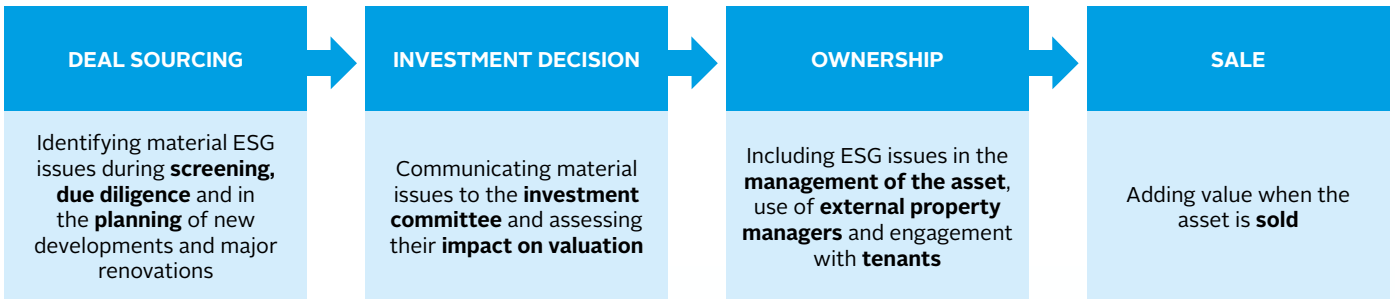 DEAL SOURCING
Identifying material ESG
issues during screening,
due diligence and in
the planning of new
developments and major
renovations
INVESTMENT DECISION
Communicating material
issues to the investment
committee and assessing
their impact on valuation
OWNERSHIP
Including ESG issues in the
management of the asset,
use of external property
managers and engagement
with tenants
SALE
Adding value when the
asset is sold